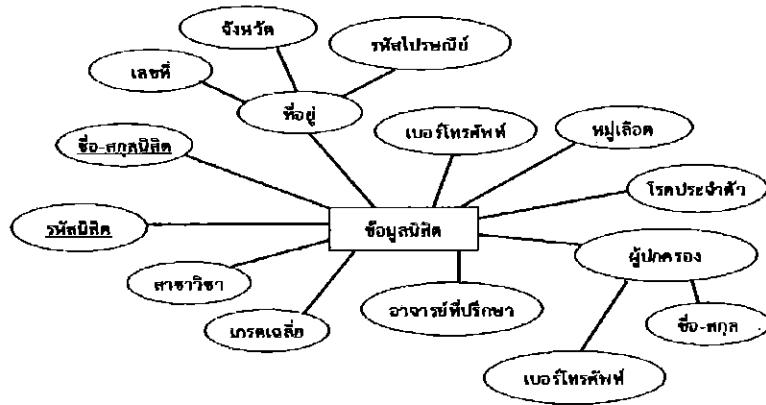 จังหวัด
รหัสไปรษณีย์
เลขที่
ที่อยู่
เบอร์โทรศัพท์
หมู่เลือด
ชื่อ-สกุลนิสิต
โรคประจำตัว
รหัสนิสิต
ข้อมูลนิสิต
ผู้ปกครอง
สาขาวิชา
อาจารย์ที่ปรึกษา
เกรดเฉลี่ย
ชื่อ-สกุล
เบอร์โทรศัพท์